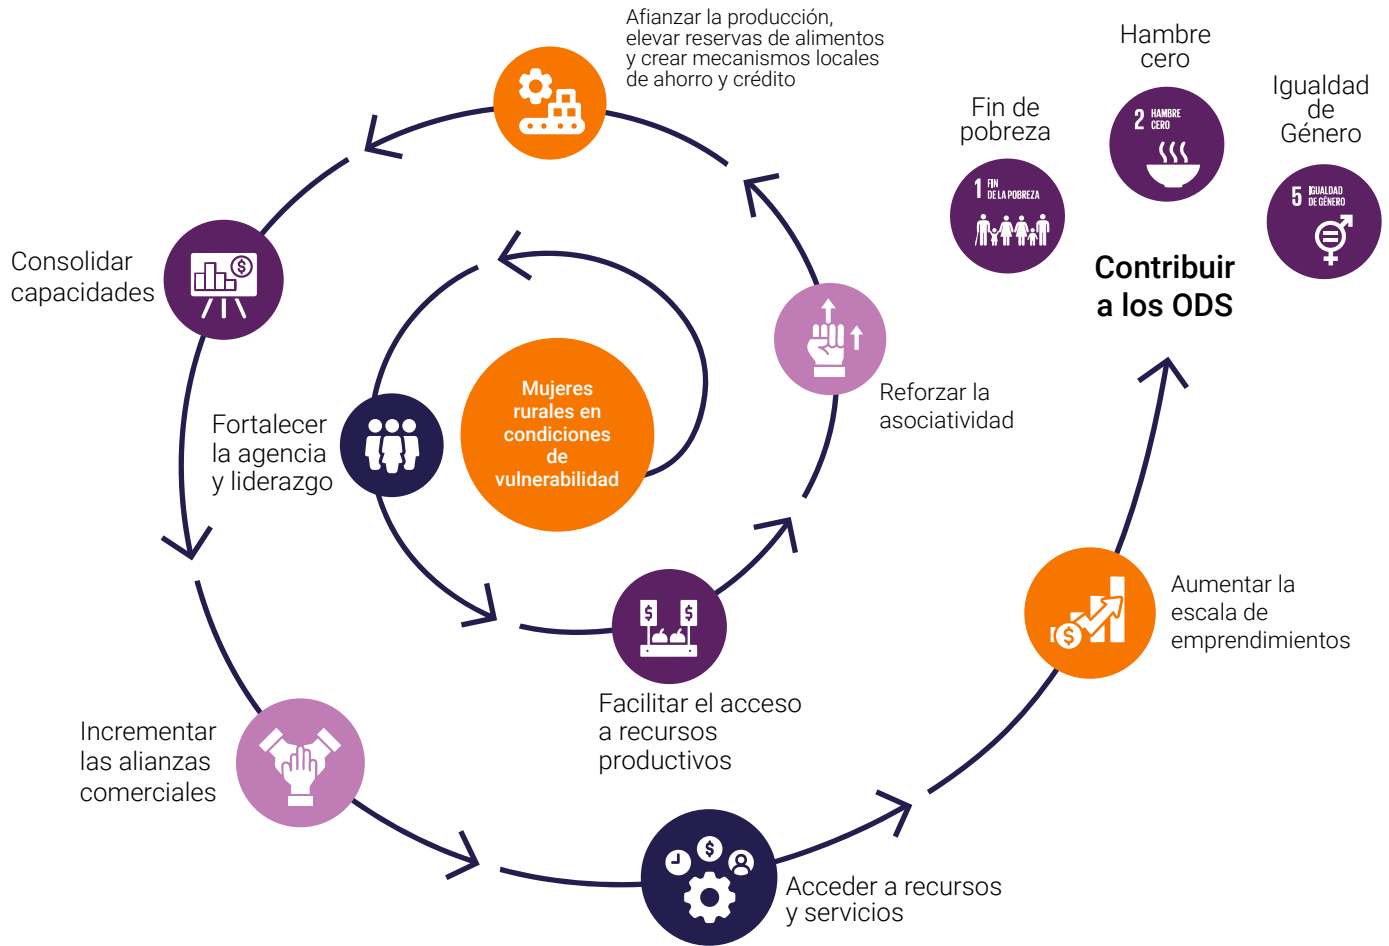 Afianzar la producción,
elevar reservas de alimentos
y crear mecanismos locales
de ahorro y crédito
Hambre
cero
Fin de
pobreza
Igualdad
de
Género
2 HAMBRE
CERO
1 FIN
DE LA POBREZA
5 IGUALDAD
DE GÉNERO
Contribuir
a los ODS
Consolidar
capacidades
$
Fortalecer
la agencia
y liderazgo
Mujeres
rurales en
condiciones
de
vulnerabilidad
Reforzar la
asociatividad
$ $
Facilitar el acceso
a recursos
productivos
Aumentar la
escala de
emprendimientos
$
Incrementar
las alianzas
comerciales
$
Acceder a recursos
y servicios